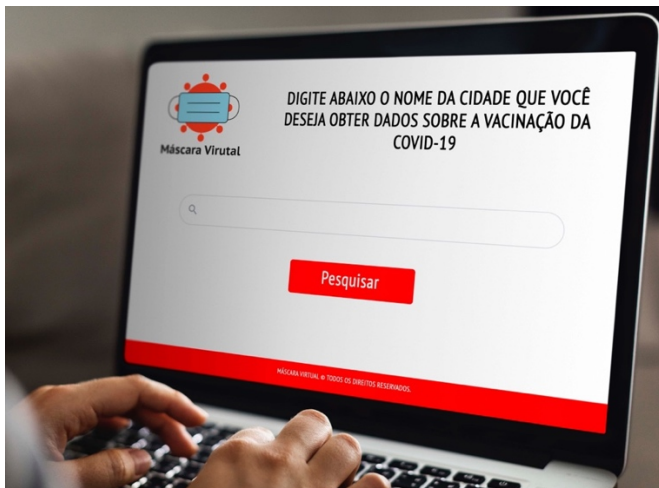 DIGITE ABAIXO O NOME DA CIDADE QUE VOCÊ
DESEJA OBTER DADOS SOBRE A VACINAÇÃO DA
COVID-19
Máscara Virutal
Pesquisar
MÁSCARA VIRTUAL @ TODOS OS DIREITOS RESERVADOS.